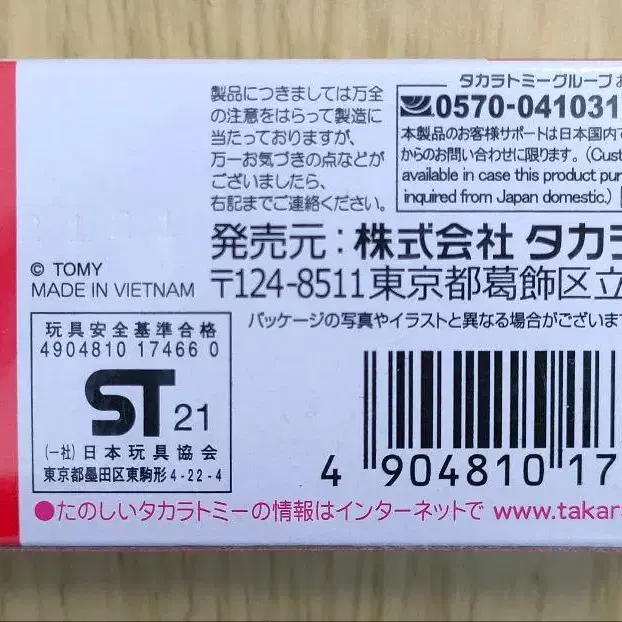 製品につきましては万全
の注意をはらって製造に
当たっておりますが、
万一お気づきの点などが
ございましたら、
右記までご連絡ください。
タカラトミーグループお
0570-041031
本製品のお客様サポートは日本国内で
からのお問い合わせに限ります。(Cust
available in case this product pur
inquired from Japan domestic.)
発売元:株式会社 タカラ
〒124-8511東京都葛飾区立
© TOMY
MADE IN VIETNAM
パッケージの写真やイラストと異なる場合がございます
玩具安全基準合格
4904810 17466 0
ST 21
(一社)日本玩具協会
東京都墨田区東駒形4-22-4
4 904810 17
●たのしいタカラトミーの情報はインターネットで www.takar